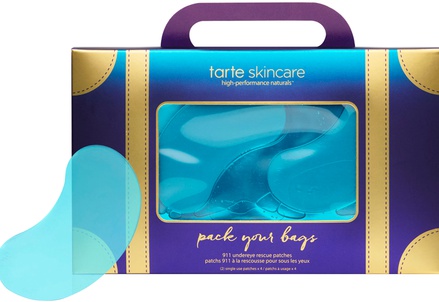 tarte skincare
high-performance naturals™
pack your bags
911 undereye rescue patches
patchs 911 à la rescousse pour sous les yeux